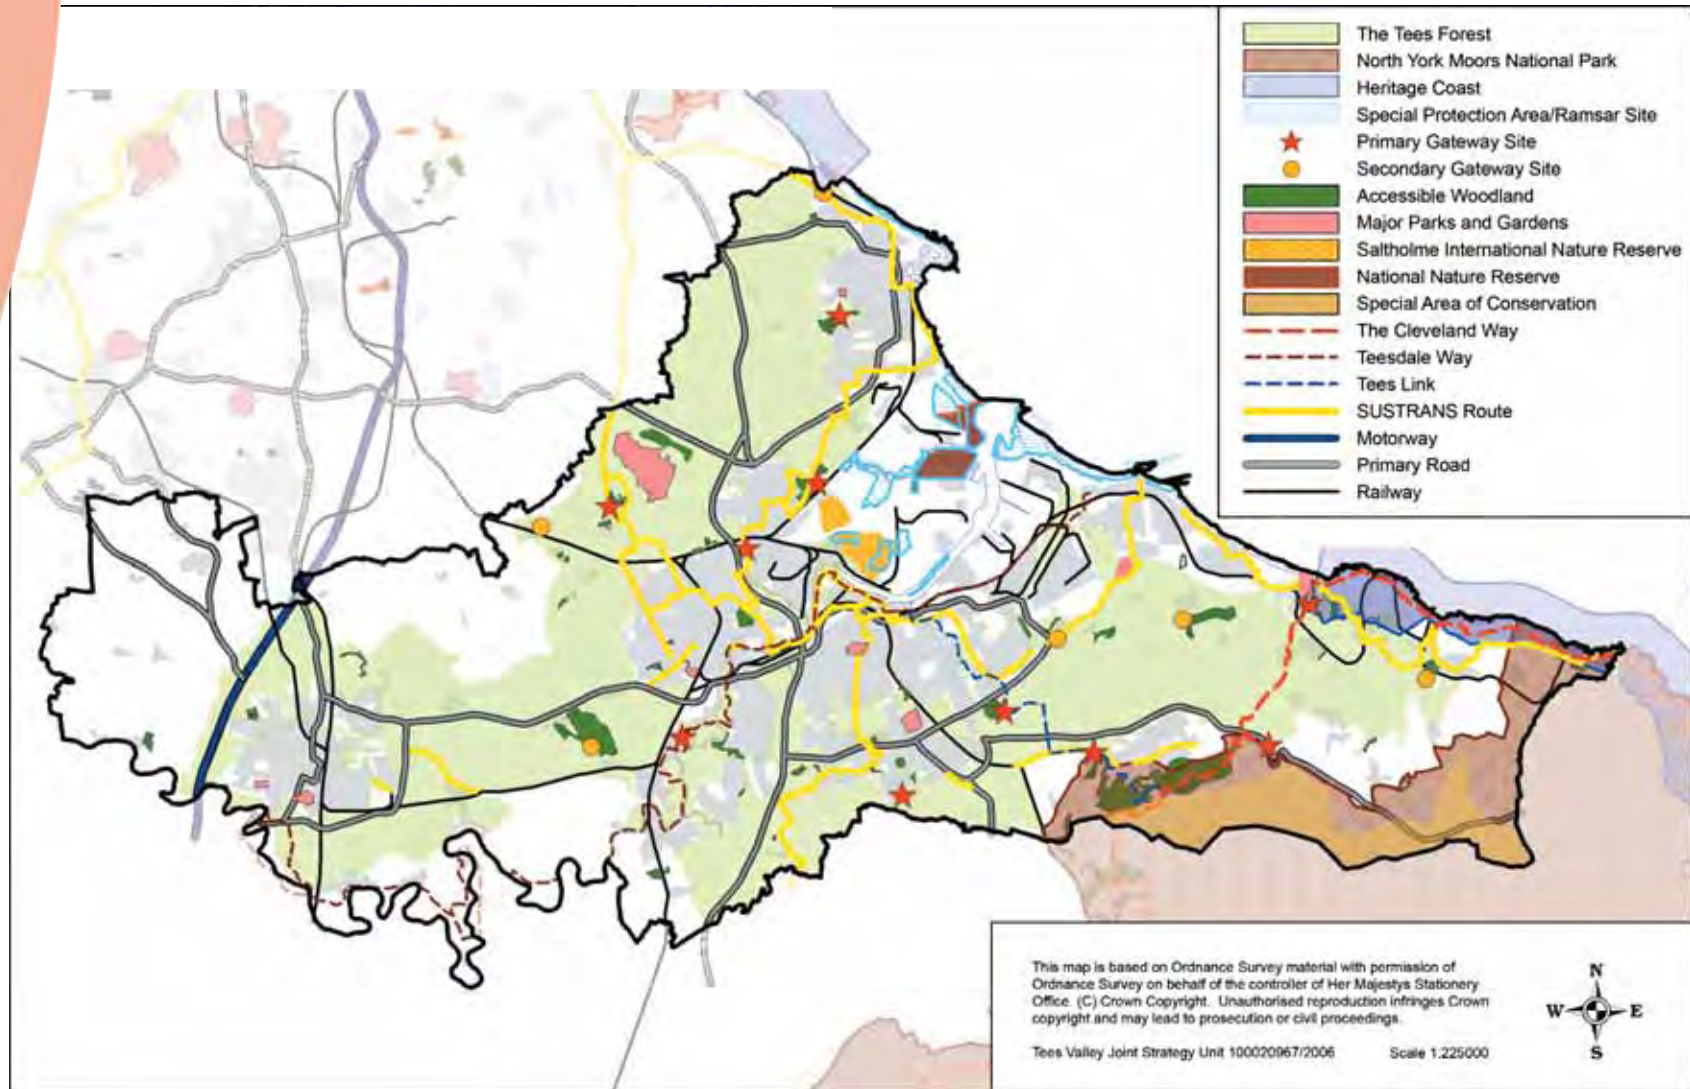 The Tees Forest
North York Moors National Park
Heritage Coast
Special Protection Area/Ramsar Site
Primary Gateway Site
Secondary Gateway Site
Accessible Woodland
Major Parks and Gardens
Saltholme International Nature Reserve
National Nature Reserve
Special Area of Conservation
The Cleveland Way
Teesdale Way
Tees Link
SUSTRANS Route
Motorway
Primary Road
Railway
This map is based on Ordnance Survey material with permission of
Ordnance Survey on behalf of the controller of Her Majestys Stationery
Office. (C) Crown Copyright. Unauthorised reproduction infringes Crown
copyright and may lead to prosecution or civil proceedings.
Tees Valley Joint Strategy Unit 100020967/2006 Scale 1:225000
N
W E
S